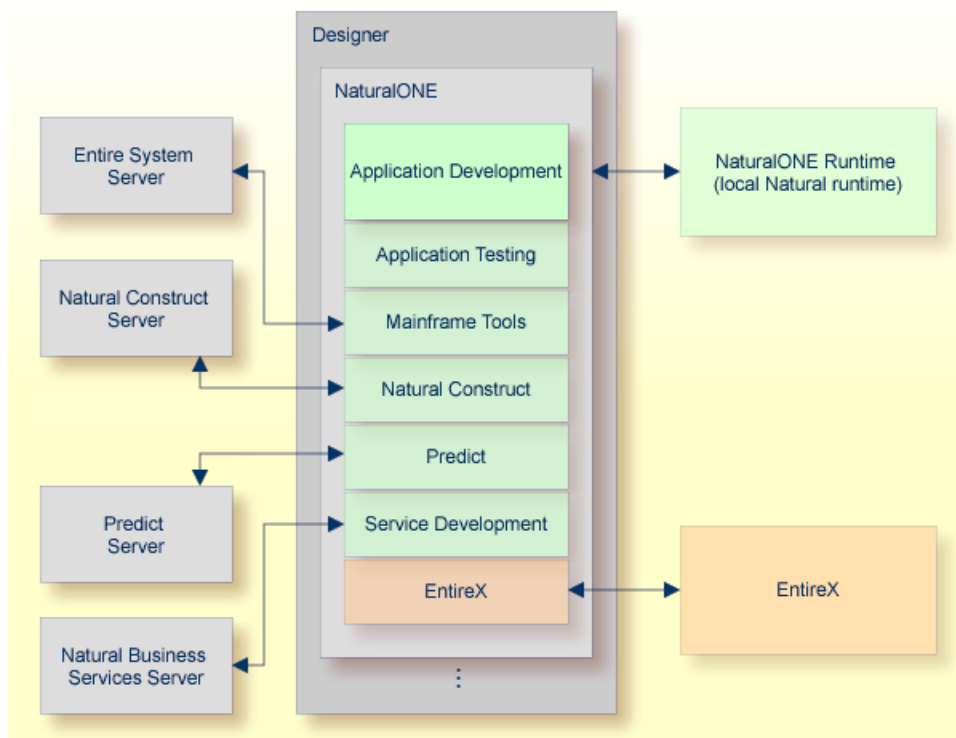 Designer
NaturalONE
Entire System
Server
Natural Construct
Server
Predict
Server
Natural Business
Services Server
Application Development
Application Testing
Mainframe Tools
Natural Construct
Predict
Service Development
EntireX
NaturalONE Runtime
(local Natural runtime)
EntireX